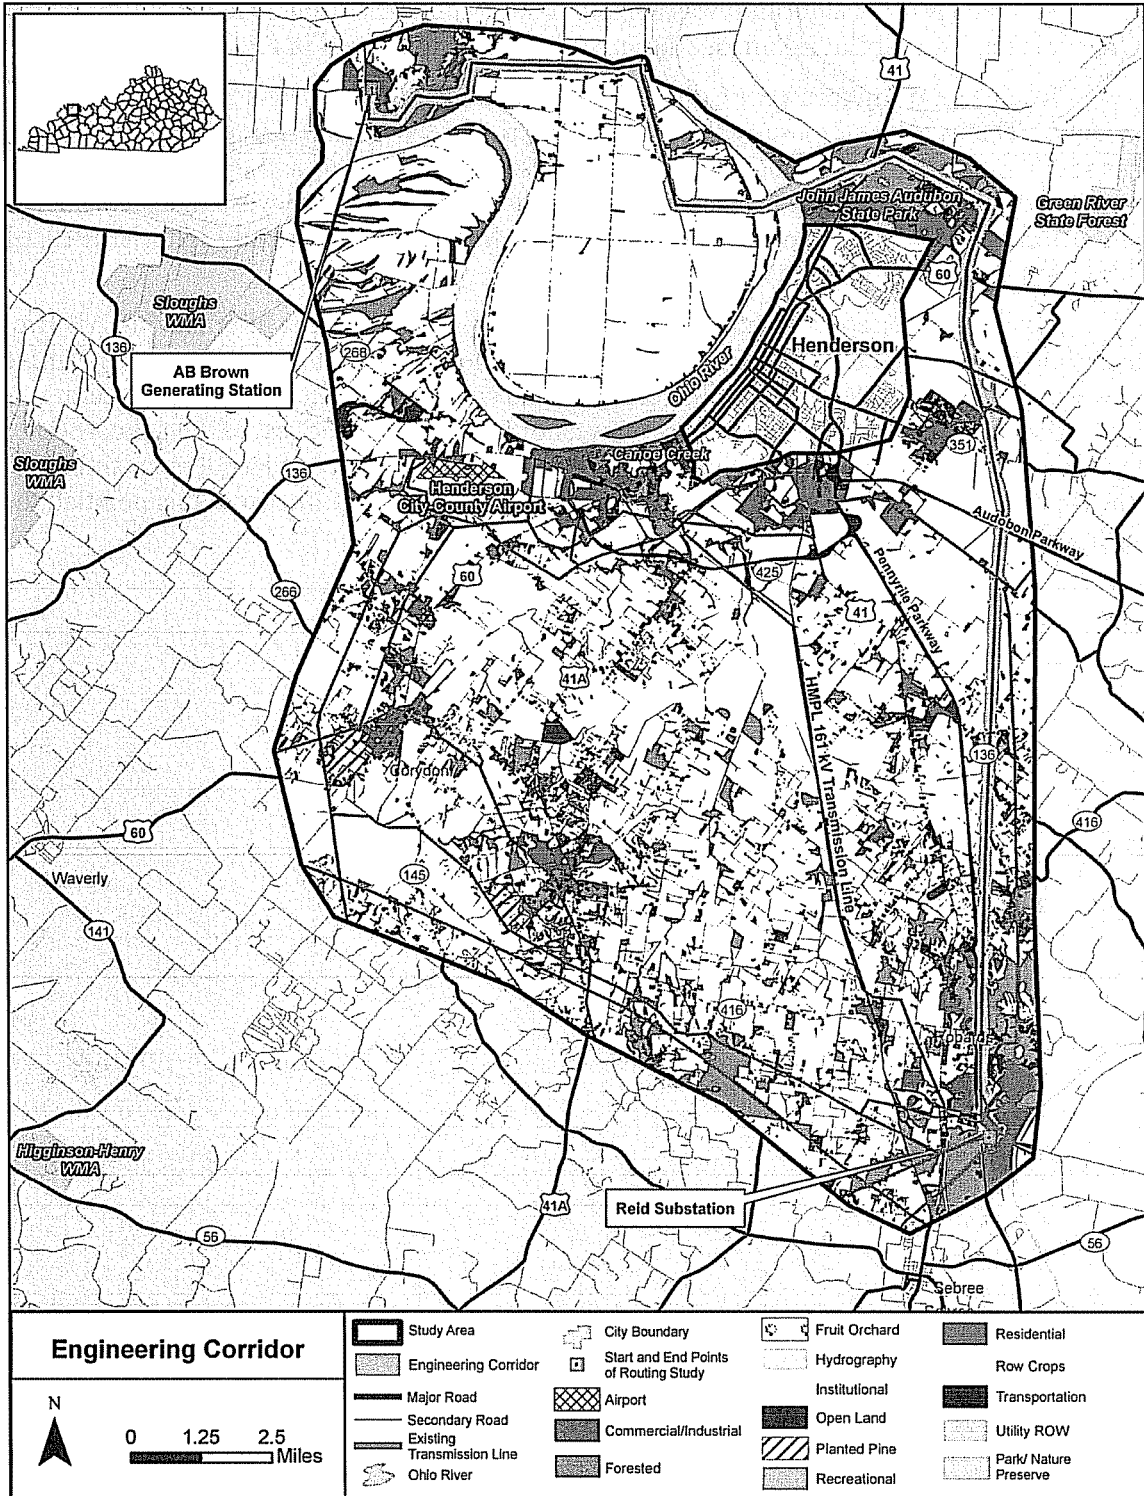 41
John James Audubon
State Park
Green River
State Forest
60
Sloughs
WMA
136
AB Brown
Generating Station
268
Henderson
Ohio River
351
Sloughs
WMA
136
Canoe Creek
Henderson
City-County Airport
Audobon Parkway
266
60
425
Pennyrile Parkway
41
41A
HMPL 161 kV Transmission Line
Corydon
136
60
416
Waverly
145
141
416
Robards
Higginson-Henry
WMA
41A
Reid Substation
56
56
Sebree
Engineering Corridor
N
0 1.25 2.5
Miles
Study Area
Engineering Corridor
Major Road
Secondary Road
Existing
Transmission Line
Ohio River
City Boundary
Start and End Points
of Routing Study
Airport
Commercial/Industrial
Forested
Fruit Orchard
Hydrography
Institutional
Open Land
Planted Pine
Recreational
Residential
Row Crops
Transportation
Utility ROW
Park/ Nature
Preserve